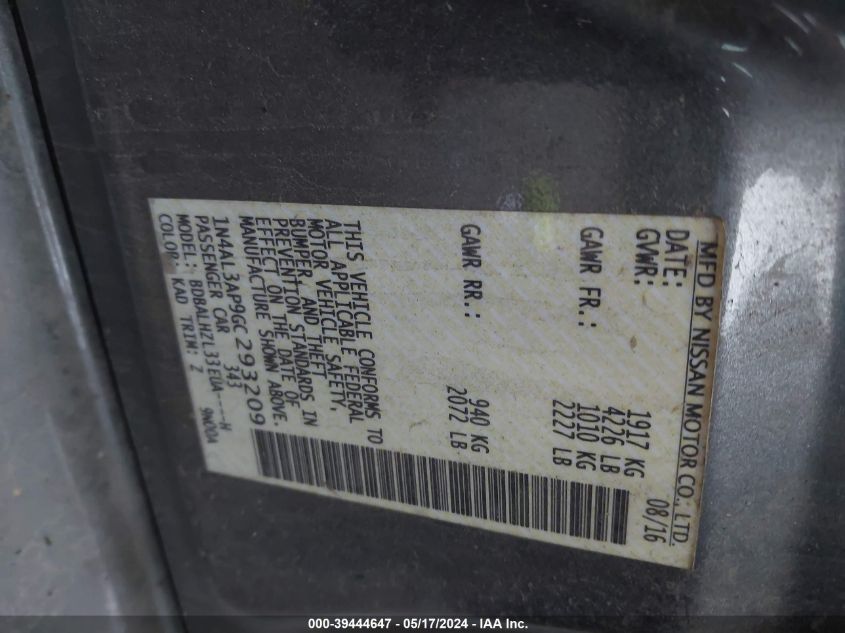 MFD BY NISSAN MOTOR CO., LTD.
DATE: 08/16
GVWR: 1917 KG
4226 LB
GAWR FR.: 1010 KG
2227 LB
GAWR RR.: 940 KG
2072 LB
THIS VEHICLE CONFORMS TO
ALL APPLICABLE FEDERAL
MOTOR VEHICLE SAFETY,
BUMPER, AND THEFT
PREVENTION STANDARDS IN
EFFECT ON THE DATE OF
MANUFACTURE SHOWN ABOVE.
1N4AL3AP9GC293209
PASSENGER CAR 343
MODEL: BDBALHZL33EUA----H
COLOR: KAD TRIM: Z 9N00A
000-39444647 / 05/17/2024 - IAA Inc.